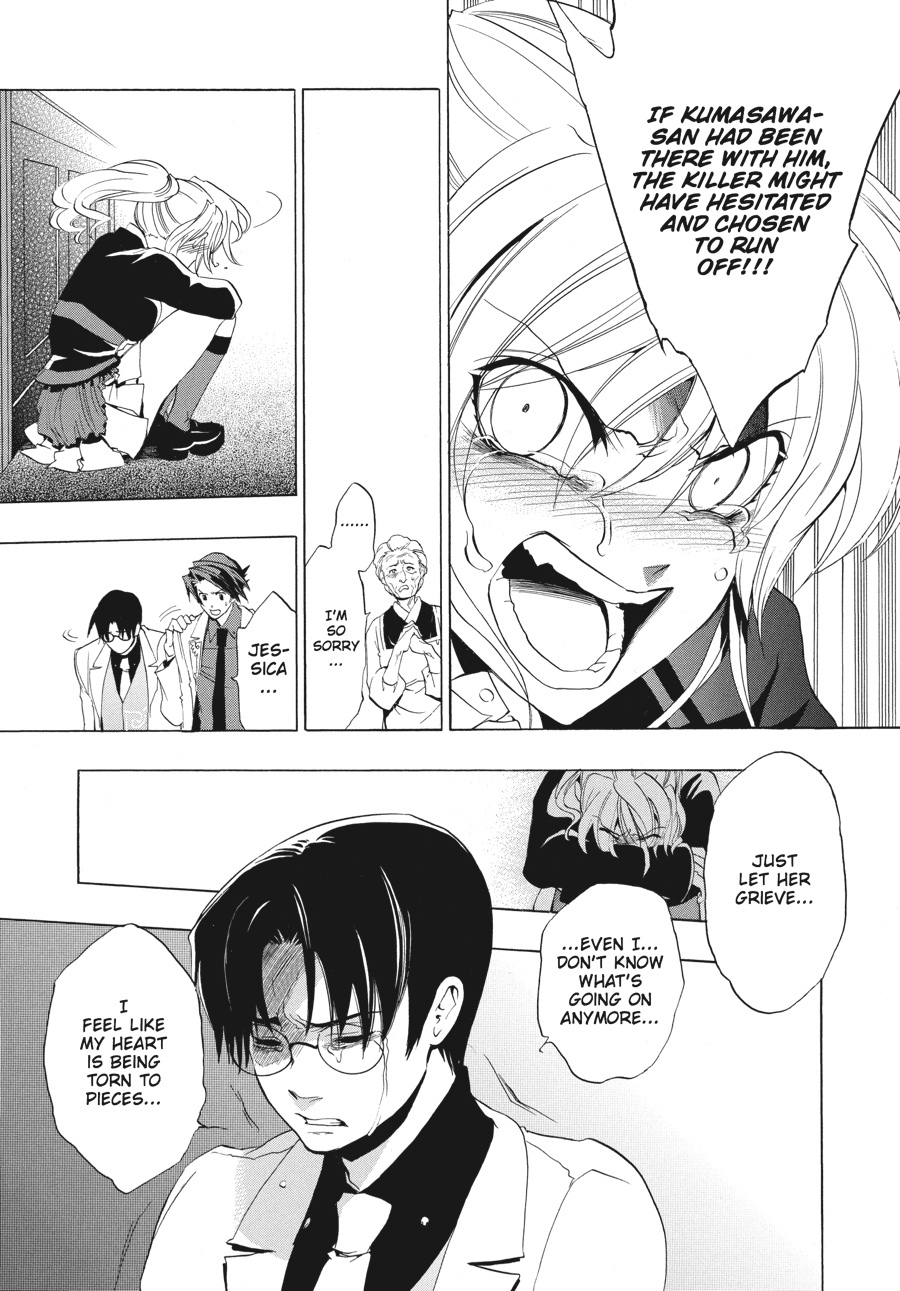 IF KUMASAWA-
SAN HAD BEEN
THERE WITH HIM,
THE KILLER MIGHT
HAVE HESITATED
AND CHOSEN
TO RUN
OFF!!!
......
I'M
SO
SORRY
...
JES-
SICA
...
JUST
LET HER
GRIEVE...
...EVEN I...
DON'T KNOW
WHAT'S
GOING ON
ANYMORE...
I
FEEL LIKE
MY HEART
IS BEING
TORN TO
PIECES...